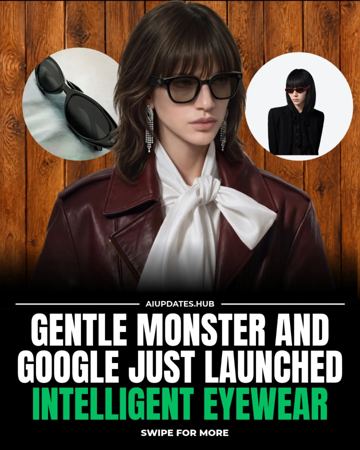 AIUPDATES.HUB
GENTLE MONSTER AND
GOOGLE JUST LAUNCHED
INTELLIGENT EYEWEAR
SWIPE FOR MORE